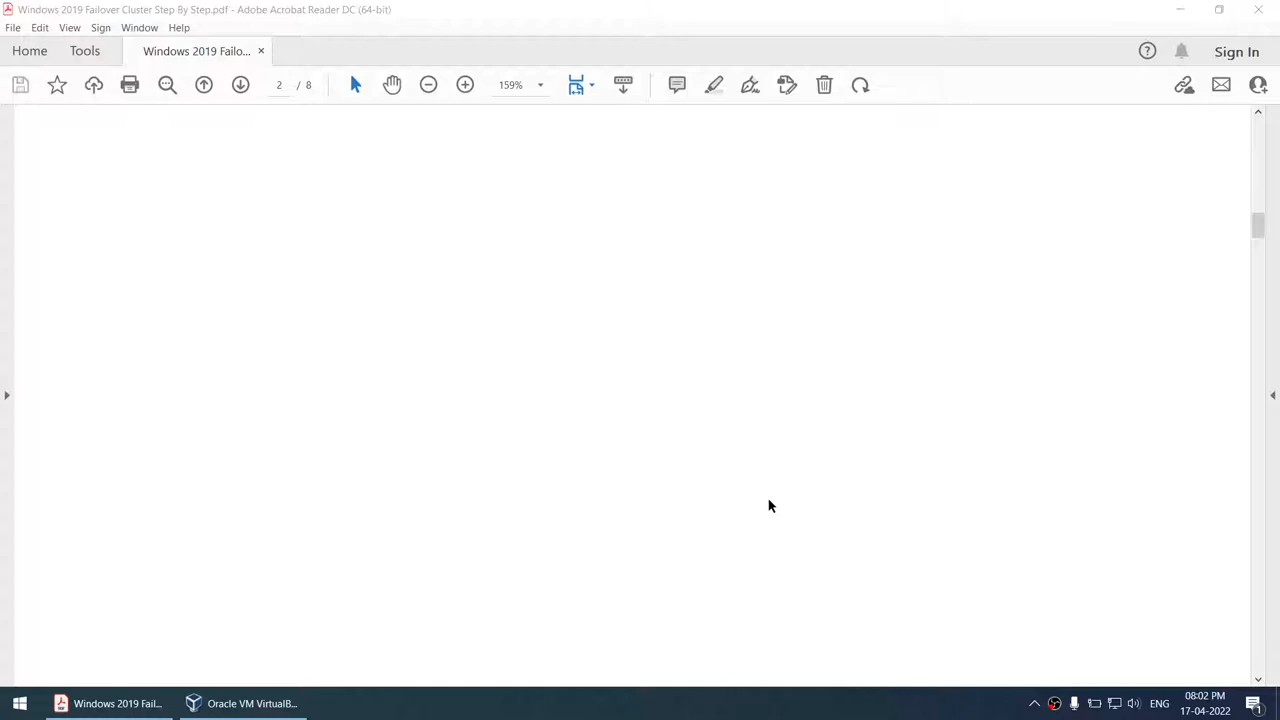 Windows 2019 Failover Cluster Step By Step.pdf - Adobe Acrobat Reader DC (64-bit)
File Edit View Sign Window Help
Home Tools Windows 2019 Failo... × Sign In
2 / 8 159%
Windows 2019 Fail... Oracle VM VirtualB... ENG 08:02 PM
17-04-2022